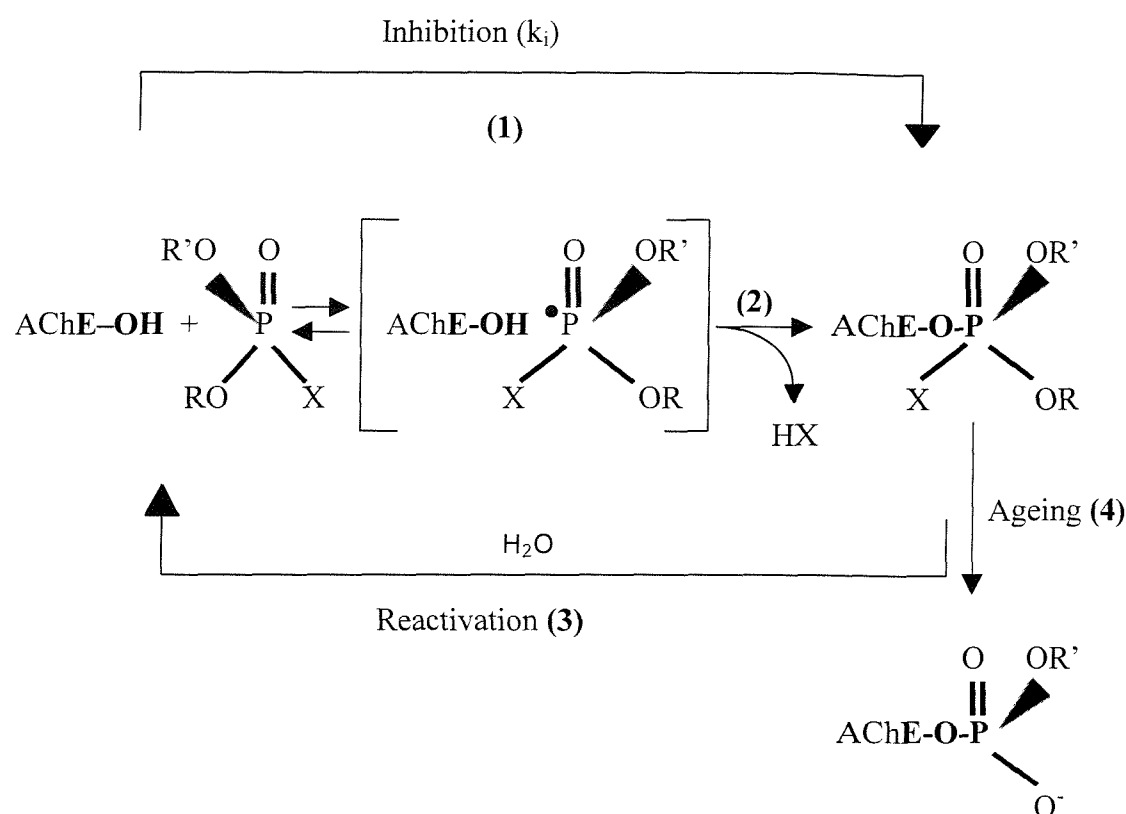 Inhibition (kᵢ)
(1)
R'O O O OR' O OR'
AChE–OH + P AChE-OH •P (2) AChE-O-P
RO X X OR X OR
HX
Ageing (4)
H₂O
Reactivation (3)
O OR'
AChE-O-P
O⁻